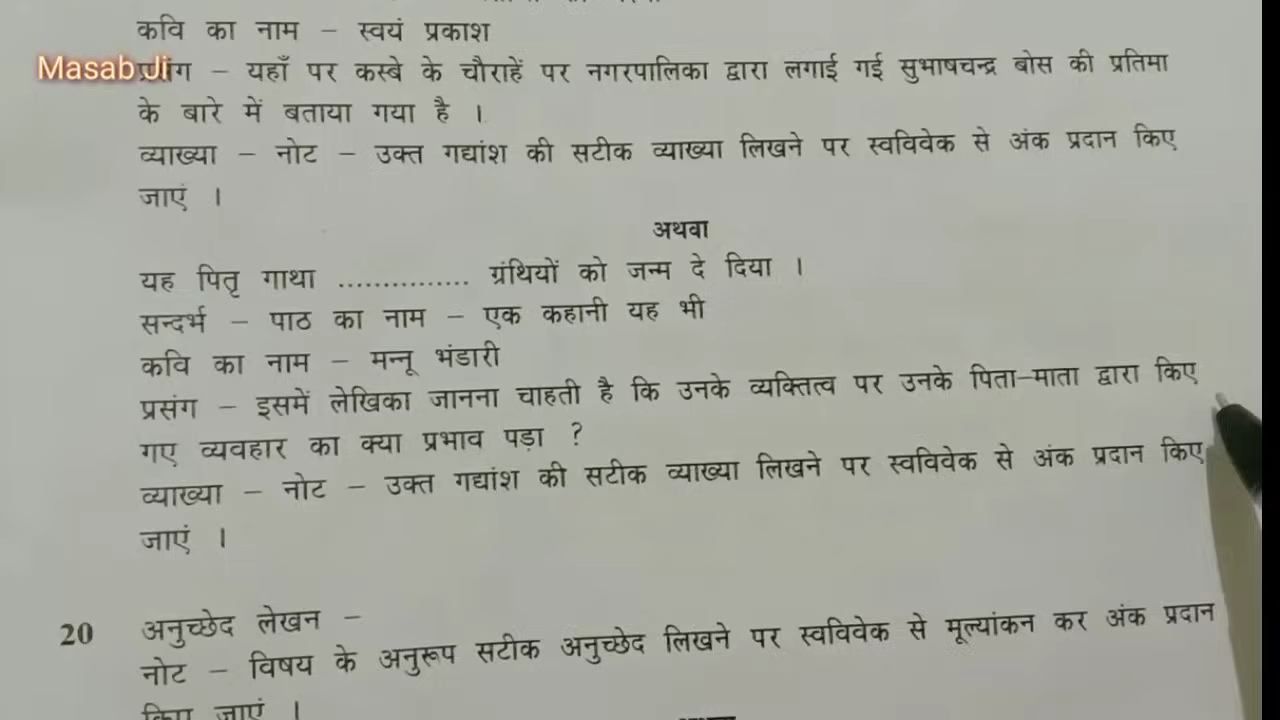 कवि का नाम – स्वयं प्रकाश
Masab Ji
– यहाँ पर कस्बे के चौराहें पर नगरपालिका द्वारा लगाई गई सुभाषचन्द्र बोस की प्रतिमा
के बारे में बताया गया है ।
व्याख्या – नोट – उक्त गद्यांश की सटीक व्याख्या लिखने पर स्वविवेक से अंक प्रदान किए
जाएं ।
अथवा
यह पितृ गाथा ............... ग्रंथियों को जन्म दे दिया ।
सन्दर्भ – पाठ का नाम – एक कहानी यह भी
कवि का नाम – मन्नू भंडारी
प्रसंग – इसमें लेखिका जानना चाहती है कि उनके व्यक्तित्व पर उनके पिता–माता द्वारा किए
गए व्यवहार का क्या प्रभाव पड़ा ?
व्याख्या – नोट – उक्त गद्यांश की सटीक व्याख्या लिखने पर स्वविवेक से अंक प्रदान किए
जाएं ।
20 अनुच्छेद लेखन –
नोट – विषय के अनुरूप सटीक अनुच्छेद लिखने पर स्वविवेक से मूल्यांकन कर अंक प्रदान
किए जाएं ।